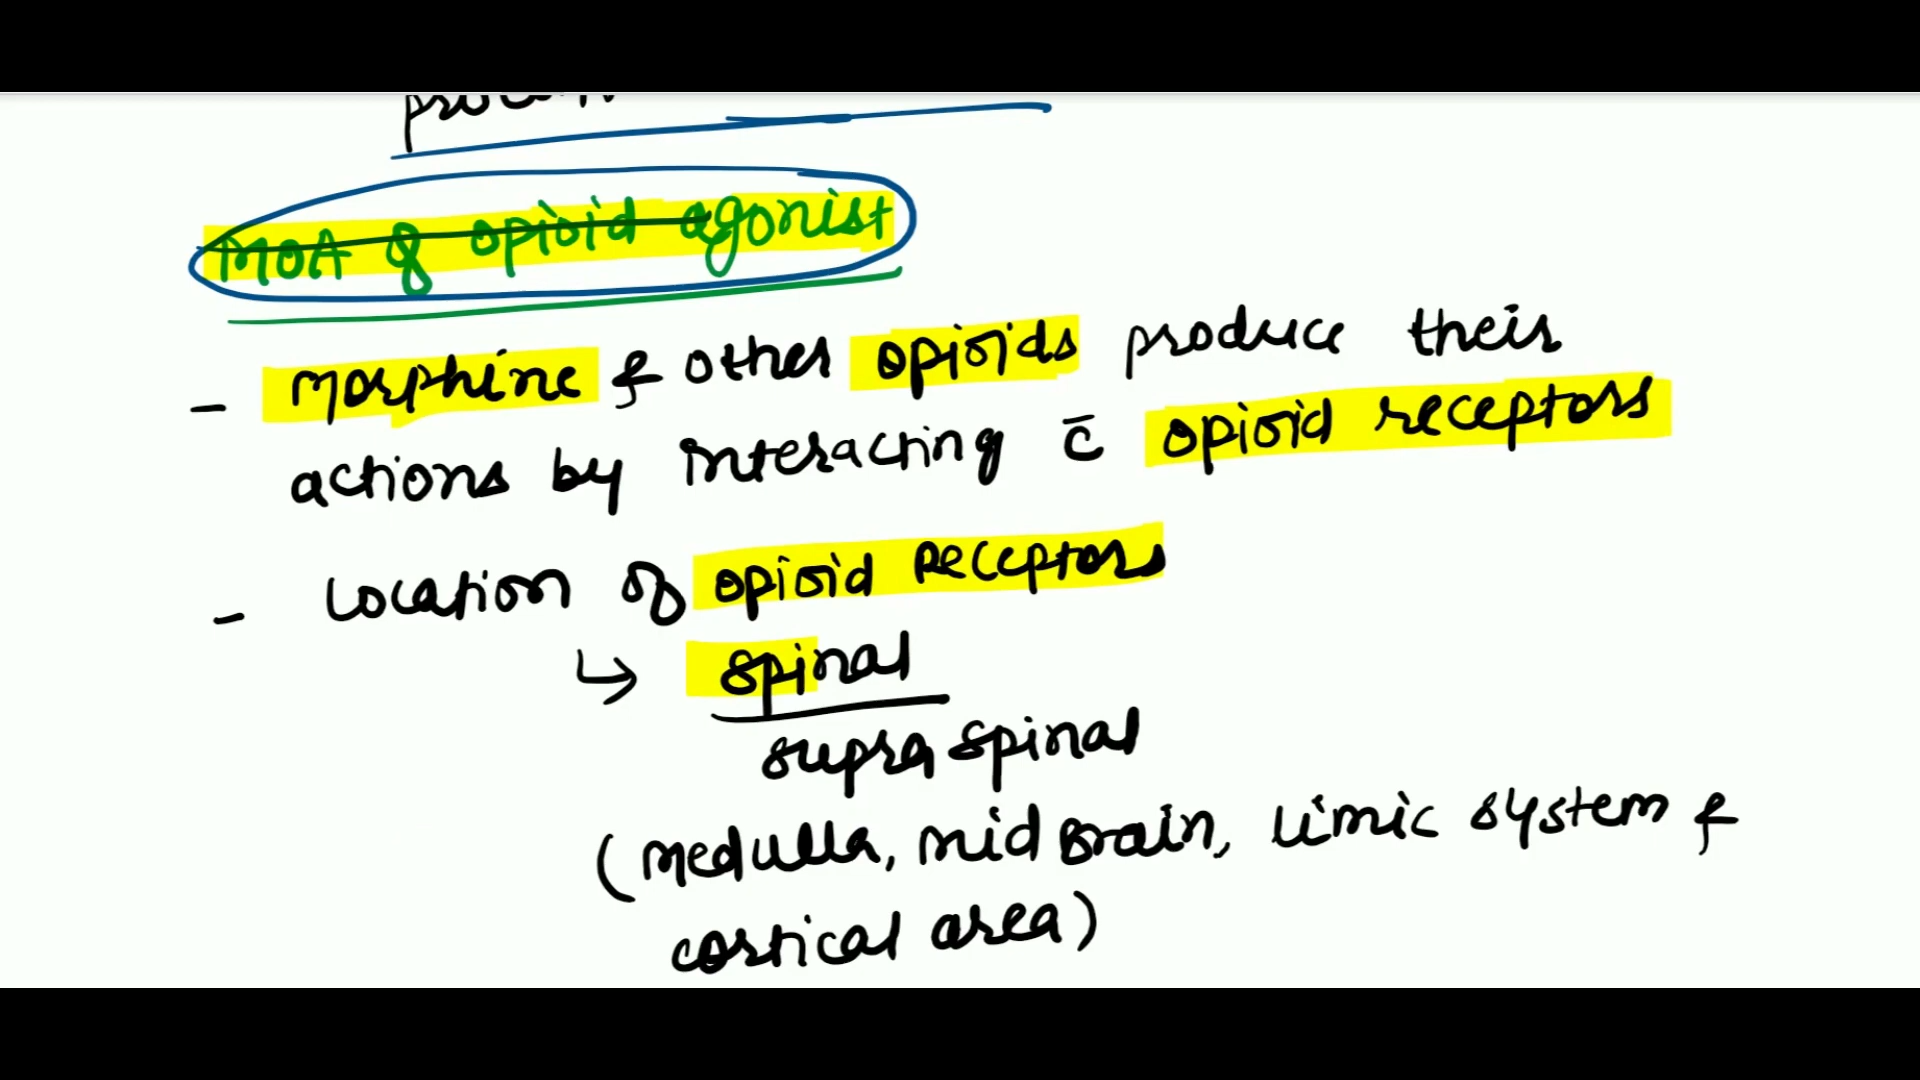 MOA of opioid agonist
- Morphine & other opioids produce their
actions by interacting c̄ opioid receptors
- Location of opioid Receptors
↳ spinal
supra spinal
(medulla, mid Brain, Limic system &
cortical area)